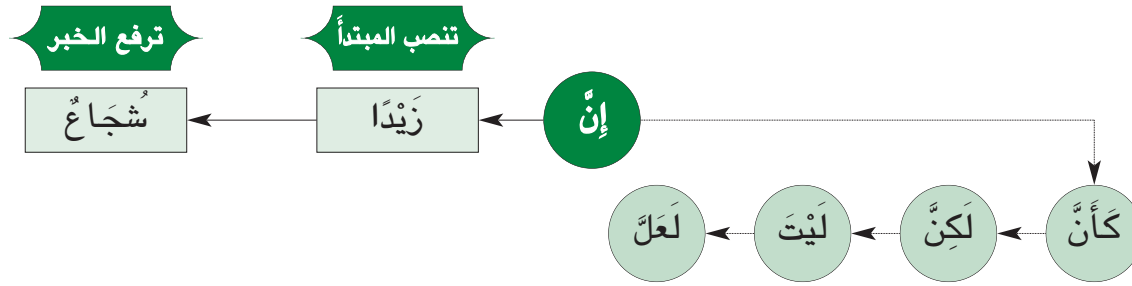 تنصب المبتدأ
ترفع الخبر
إِنَّ
زَيْدًا
شُجَاعٌ
كَأَنَّ
لَكِنَّ
لَيْتَ
لَعَلَّ